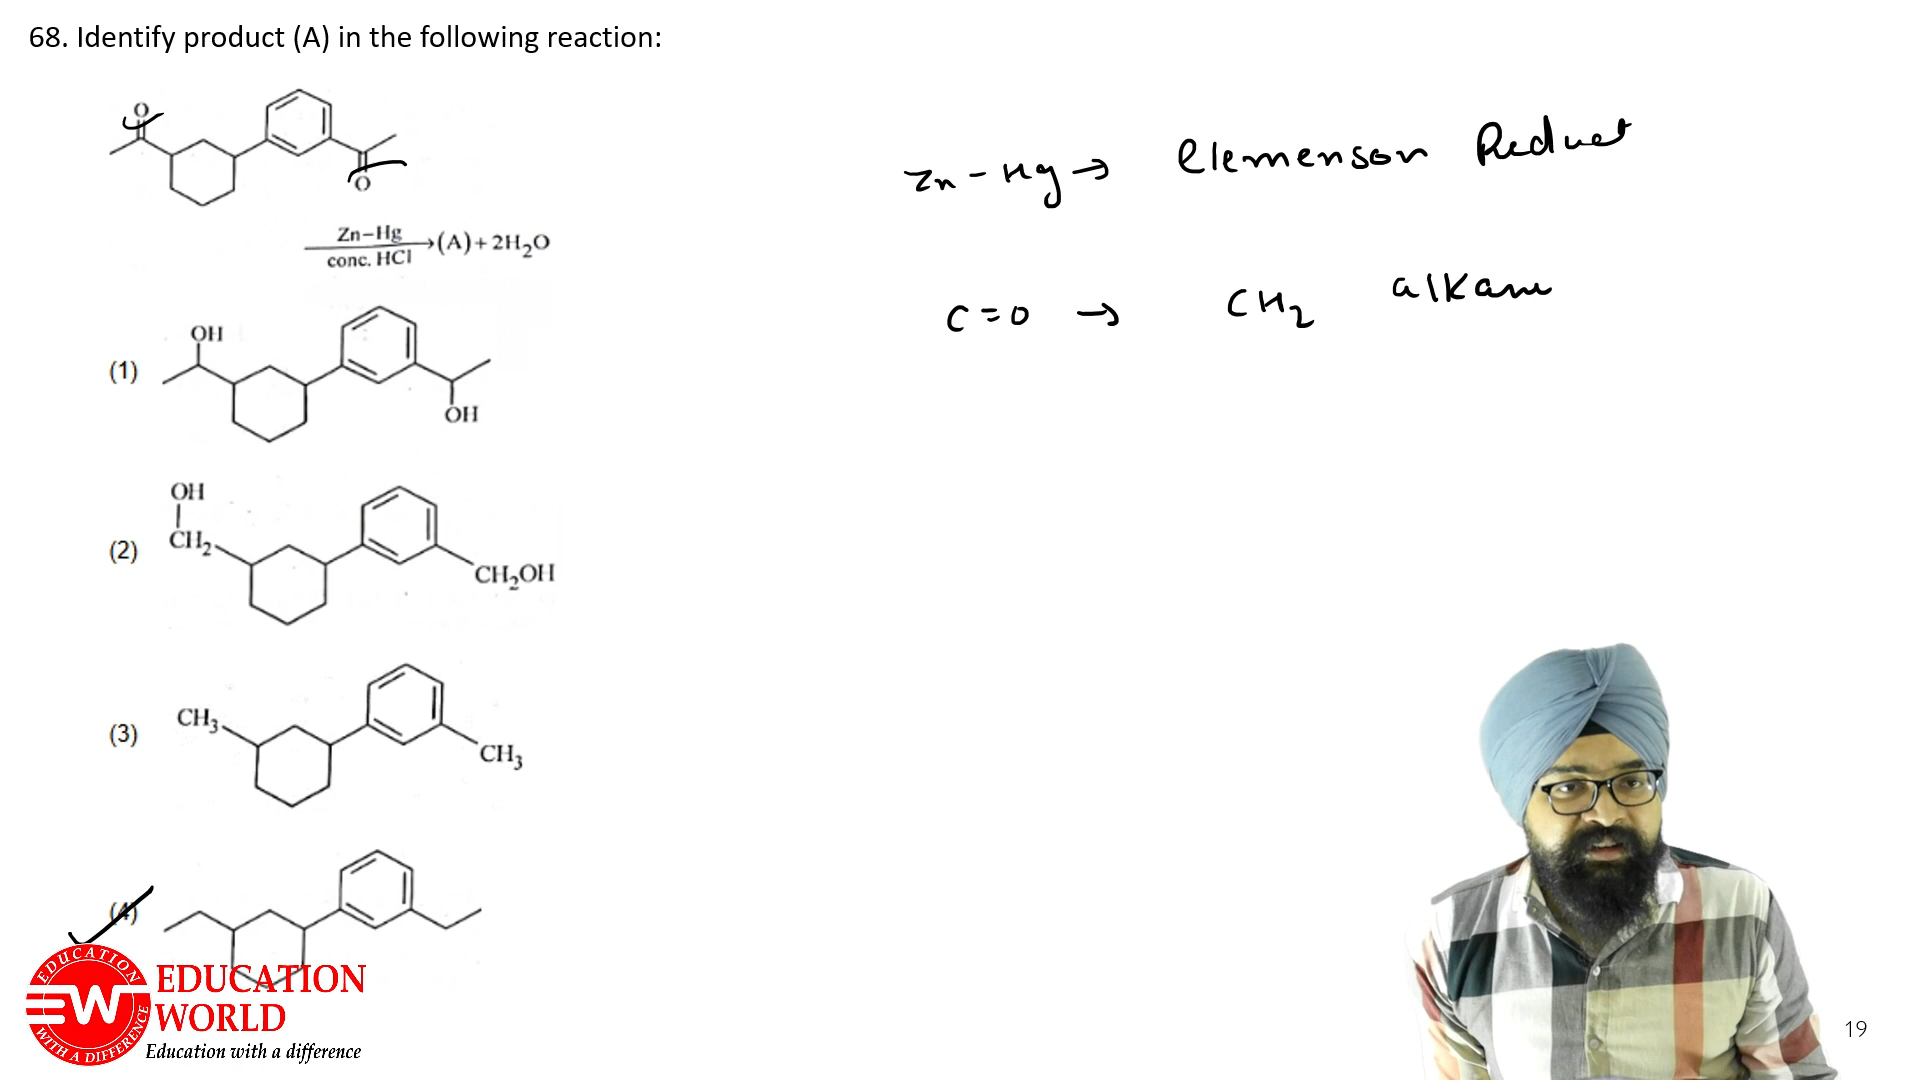 68. Identify product (A) in the following reaction:
O
O
Zn–Hg
conc. HCl
→(A) + 2H₂O
(1)
OH
OH
(2)
OH
CH₂
CH₂OH
(3)
CH₃
CH₃
(4)
Zn - Hg → Clemenson Reduct
C = O → CH₂ alkane
EDUCATION
WITH A DIFFERENCE
EW
EDUCATION
WORLD
Education with a difference
19